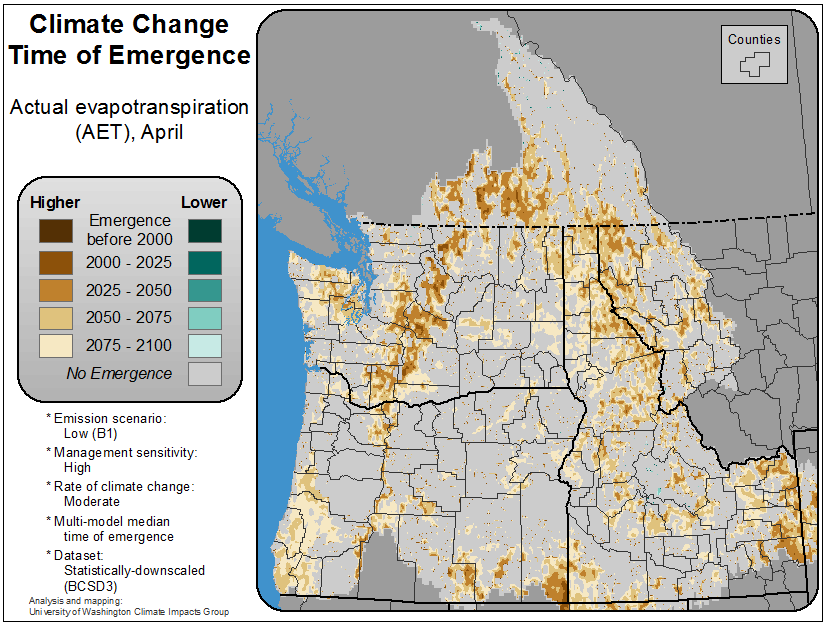 Climate Change
Time of Emergence
Actual evapotranspiration
(AET), April
Higher
Lower
Emergence
before 2000
2000 - 2025
2025 - 2050
2050 - 2075
2075 - 2100
No Emergence
* Emission scenario:
Low (B1)
* Management sensitivity:
High
* Rate of climate change:
Moderate
* Multi-model median
time of emergence
* Dataset:
Statistically-downscaled
(BCSD3)
Analysis and mapping:
University of Washington Climate Impacts Group
Counties